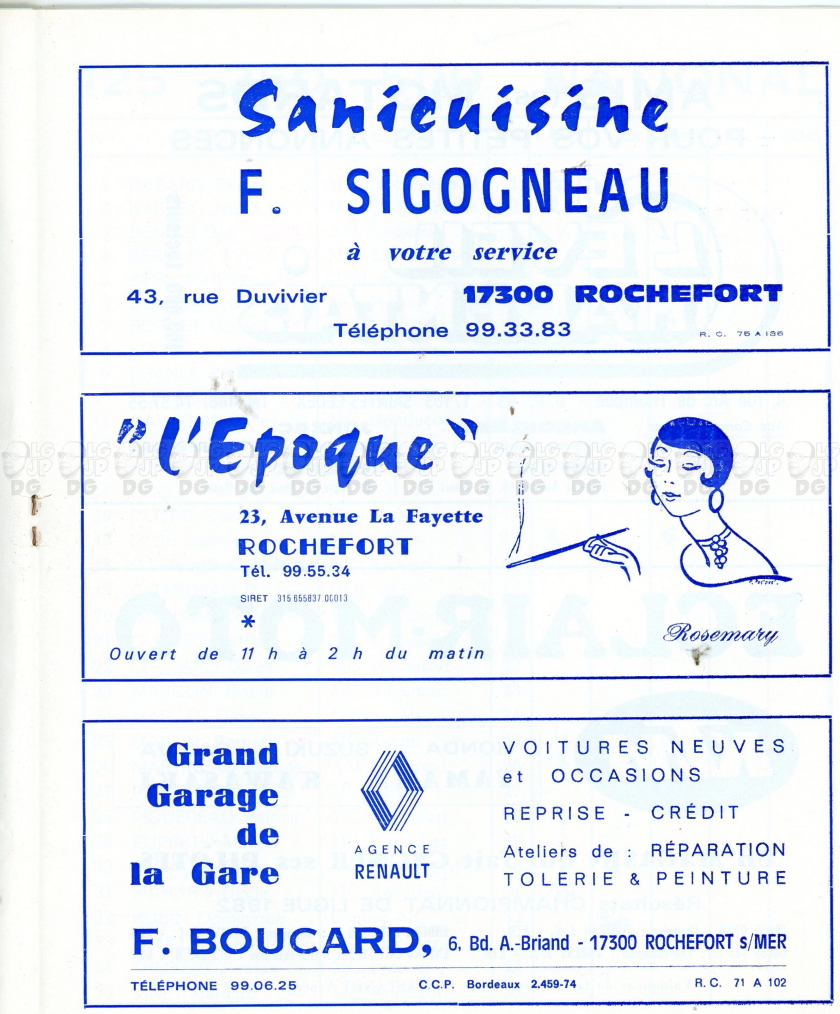 Sanicuisine
F. SIGOGNEAU
à votre service
43, rue Duvivier 17300 ROCHEFORT
Téléphone 99.33.83 R. C. 75 A 136
"l'Epoque"
23, Avenue La Fayette
ROCHEFORT
Tél. 99.55.34
SIRET 315 655837 00013
*
Rosemary
Ouvert de 11 h à 2 h du matin
Grand
Garage
de
la Gare
AGENCE
RENAULT
VOITURES NEUVES
et OCCASIONS
REPRISE - CRÉDIT
Ateliers de : RÉPARATION
TOLERIE & PEINTURE
F. BOUCARD, 6, Bd. A.-Briand - 17300 ROCHEFORT s/MER
TÉLÉPHONE 99.06.25 C.C.P. Bordeaux 2.459-74 R.C. 71 A 102